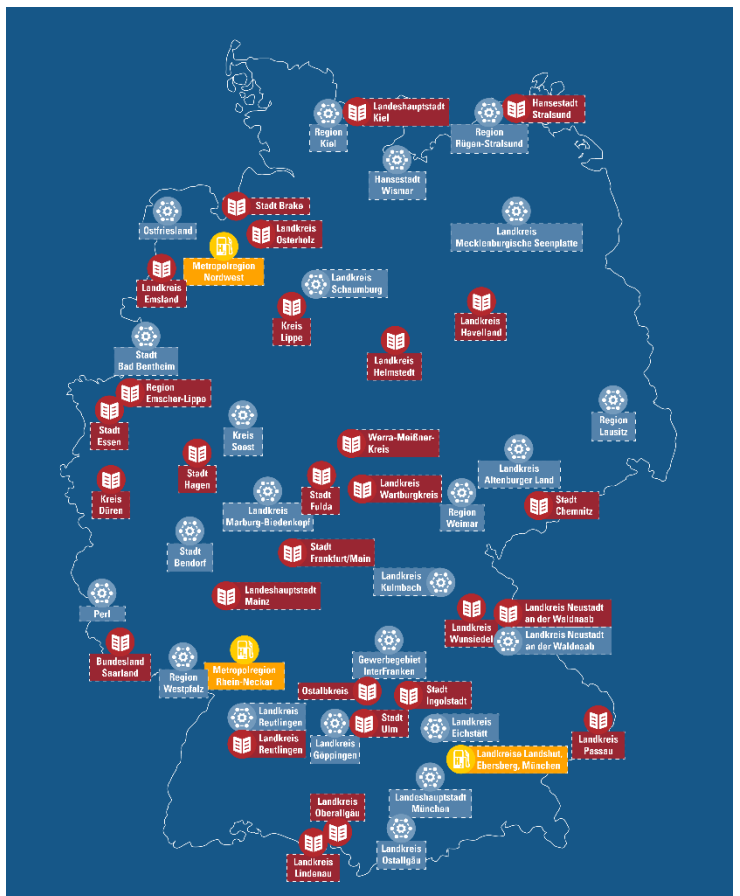 Region
Kiel
Landeshauptstadt
Kiel
Region
Rügen-Stralsund
Hansestadt
Stralsund
Hansestadt
Wismar
Stadt Brake
Ostfriesland
Landkreis
Osterholz
Landkreis
Mecklenburgische Seenplatte
Metropolregion
Nordwest
Landkreis
Emsland
Landkreis
Schaumburg
Kreis
Lippe
Landkreis
Havelland
Landkreis
Helmstedt
Stadt
Bad Bentheim
Region
Emscher-Lippe
Stadt
Essen
Kreis
Soest
Region
Lausitz
Werra-Meißner-
Kreis
Landkreis
Altenburger Land
Stadt
Hagen
Kreis
Düren
Stadt
Fulda
Landkreis
Wartburgkreis
Landkreis
Marburg-Biedenkopf
Region
Weimar
Stadt
Chemnitz
Stadt
Bendorf
Stadt
Frankfurt/Main
Landkreis
Kulmbach
Landeshauptstadt
Mainz
Perl
Landkreis
Wunsiedel
Landkreis Neustadt
an der Waldnaab
Landkreis Neustadt
an der Waldnaab
Bundesland
Saarland
Region
Westpfalz
Metropolregion
Rhein-Neckar
Gewerbegebiet
InterFranken
Ostalbkreis
Stadt
Ingolstadt
Landkreis
Reutlingen
Landkreis
Reutlingen
Landkreis
Göppingen
Stadt
Ulm
Landkreis
Eichstätt
Landkreis
Passau
Landkreise Landshut,
Ebersberg, München
Landeshauptstadt
München
Landkreis
Oberallgäu
Landkreis
Lindenau
Landkreis
Ostallgäu